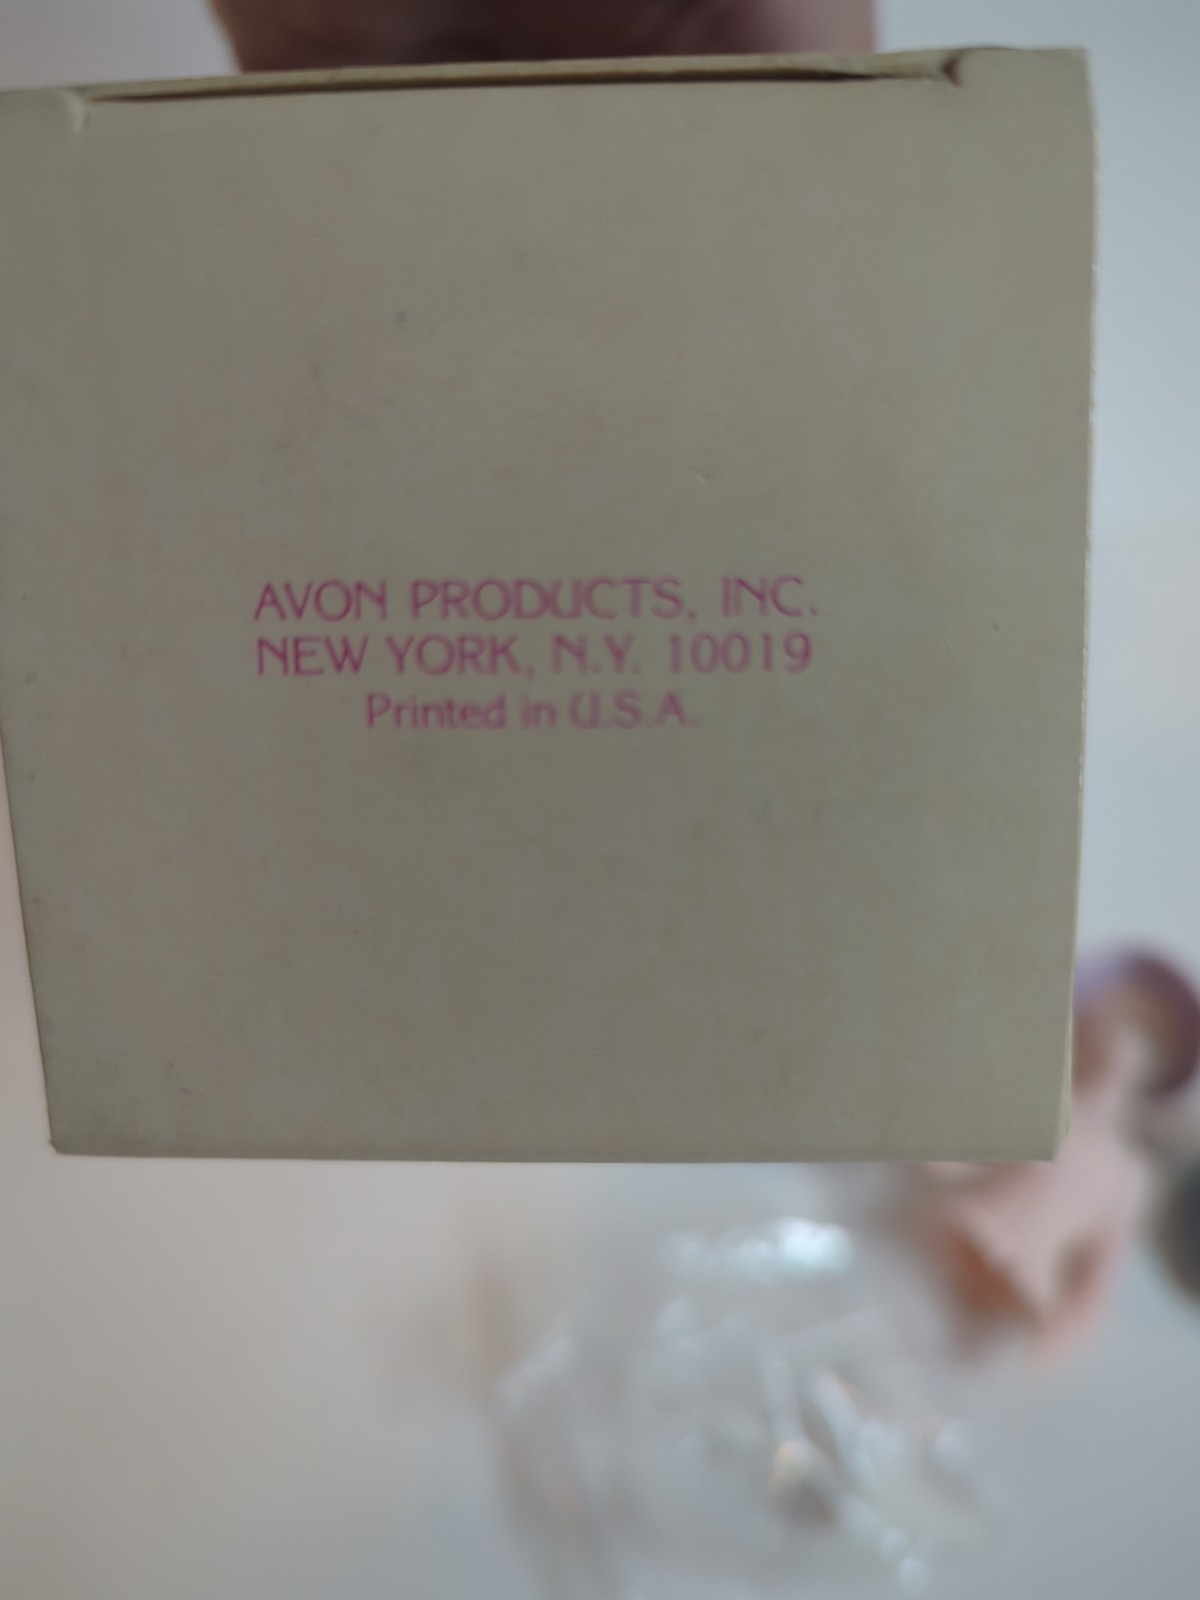 AVON PRODUCTS, INC.
NEW YORK, N.Y. 10019
Printed in U.S.A.